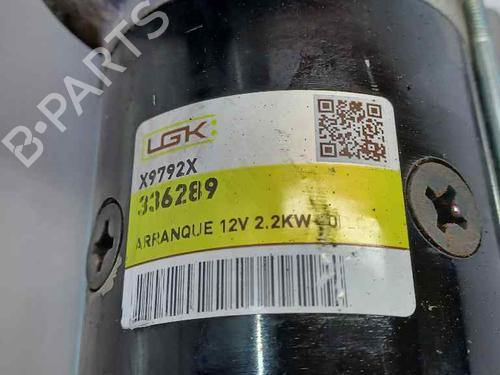 B-PARTS
LGK
X9792X
336289
ARRANQUE 12V 2.2KW